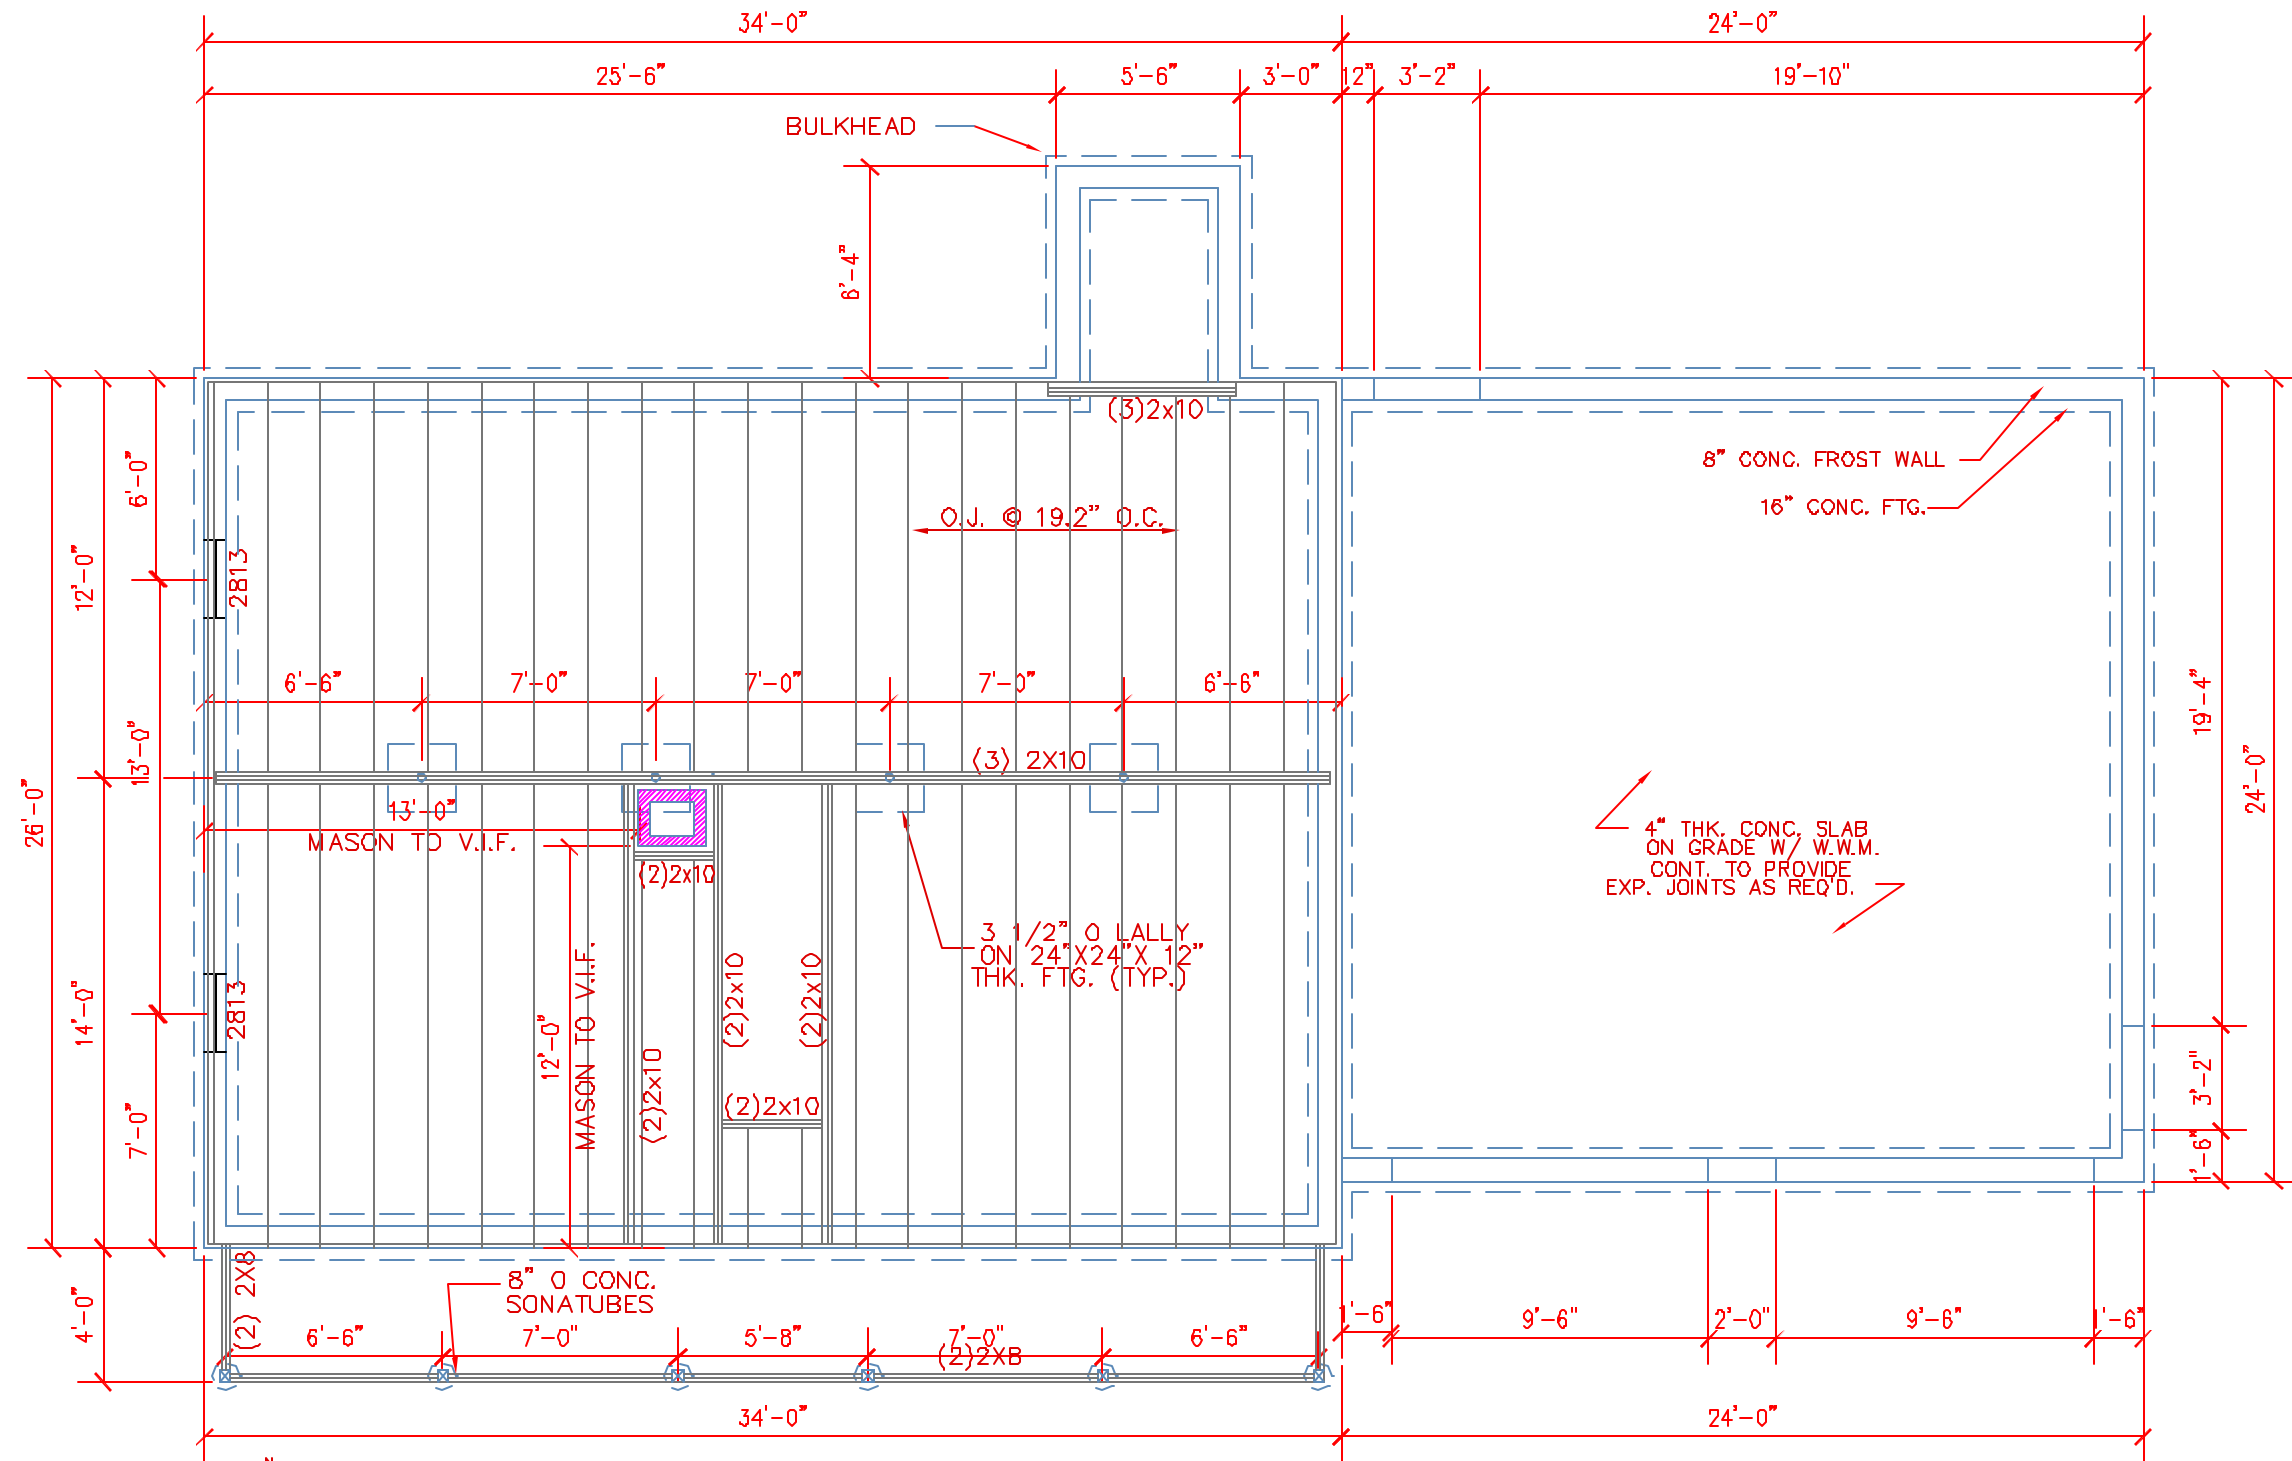 34'-0"
24'-0"
25'-6"
5'-6"
3'-0"
12"
3'-2"
19'-10"
BULKHEAD
6'-4"
(3)2x10
6'-0"
8" CONC. FROST WALL
16" CONC. FTG.
O.J. @ 19.2" O.C.
12'-0"
2813
6'-6"
7'-0"
7'-0"
7'-0"
6'-6"
19'-4"
13'-0"
(3) 2X10
24'-0"
26'-0"
13'-0"
MASON TO V.I.F.
4" THK. CONC. SLAB
ON GRADE W/ W.W.M.
CONT. TO PROVIDE
EXP. JOINTS AS REQ'D.
(2)2x10
3 1/2" O LALLY
ON 24"X24"X 12"
THK. FTG. (TYP.)
14'-0"
2813
12'-0"
MASON TO V.I.F.
(2)2x10
(2)2x10
(2)2x10
(2)2x10
7'-0"
3'-2"
1'-6"
4'-0"
(2) 2X8
8" O CONC.
SONATUBES
6'-6"
7'-0"
5'-8"
7'-0"
6'-6"
(2)2XB
1'-6"
9'-6"
2'-0"
9'-6"
1'-6"
34'-0"
24'-0"